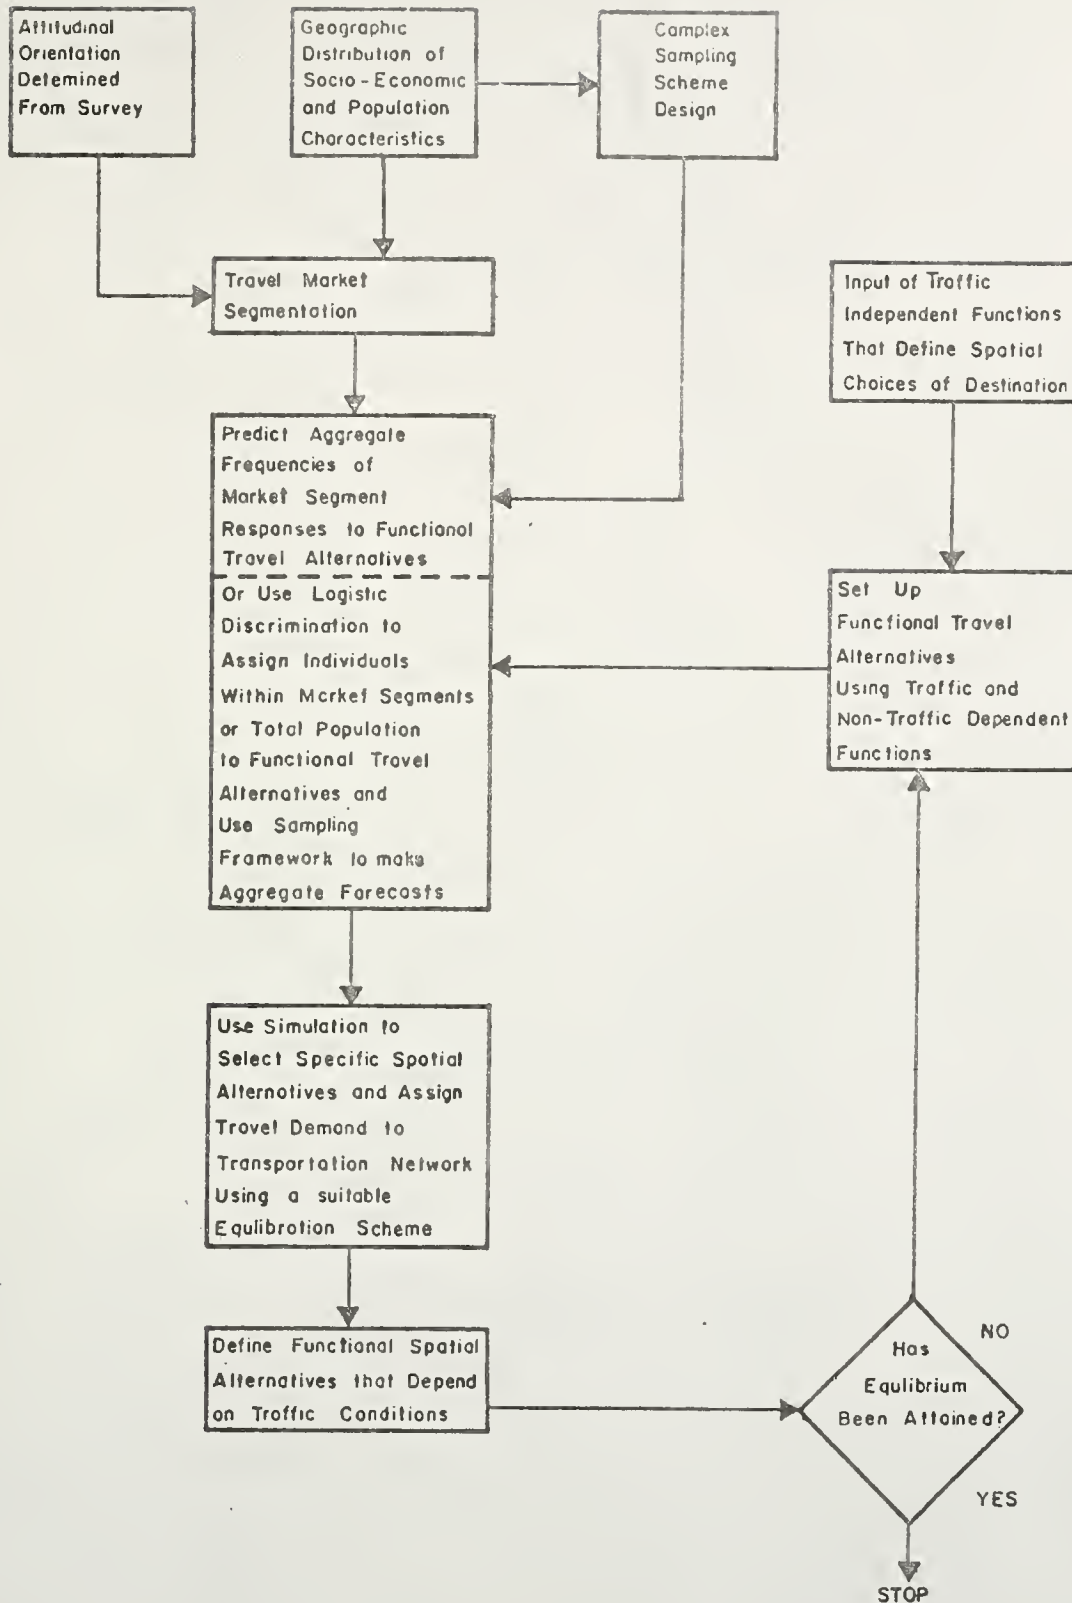 Attitudinal
Orientation
Detemined
From Survey
Geographic
Distribution of
Socio-Economic
and Population
Characteristics
Complex
Sampling
Scheme
Design
Travel Market
Segmentation
Input of Traffic
Independent Functions
That Define Spatial
Choices of Destination
Predict Aggregate
Frequencies of
Market Segment
Responses to Functional
Travel Alternatives
Or Use Logistic
Discrimination to
Assign Individuals
Within Market Segments
or Total Population
to Functional Travel
Alternatives and
Use Sampling
Framework to make
Aggregate Forecasts
Set Up
Functional Travel
Alternatives
Using Traffic and
Non-Traffic Dependent
Functions
Use Simulation to
Select Specific Spatial
Alternatives and Assign
Travel Demand to
Transportation Network
Using a suitable
Equlibration Scheme
Define Functional Spatial
Alternatives that Depend
on Traffic Conditions
NO
Has
Equlibrium
Been Attained?
YES
STOP